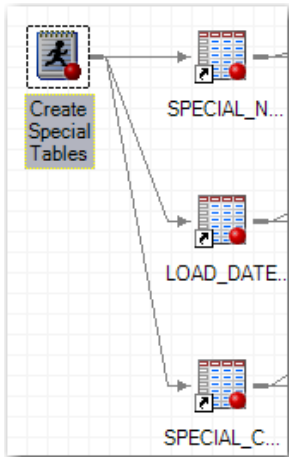 Create
Special
Tables
SPECIAL_N...
LOAD_DATE...
SPECIAL_C...